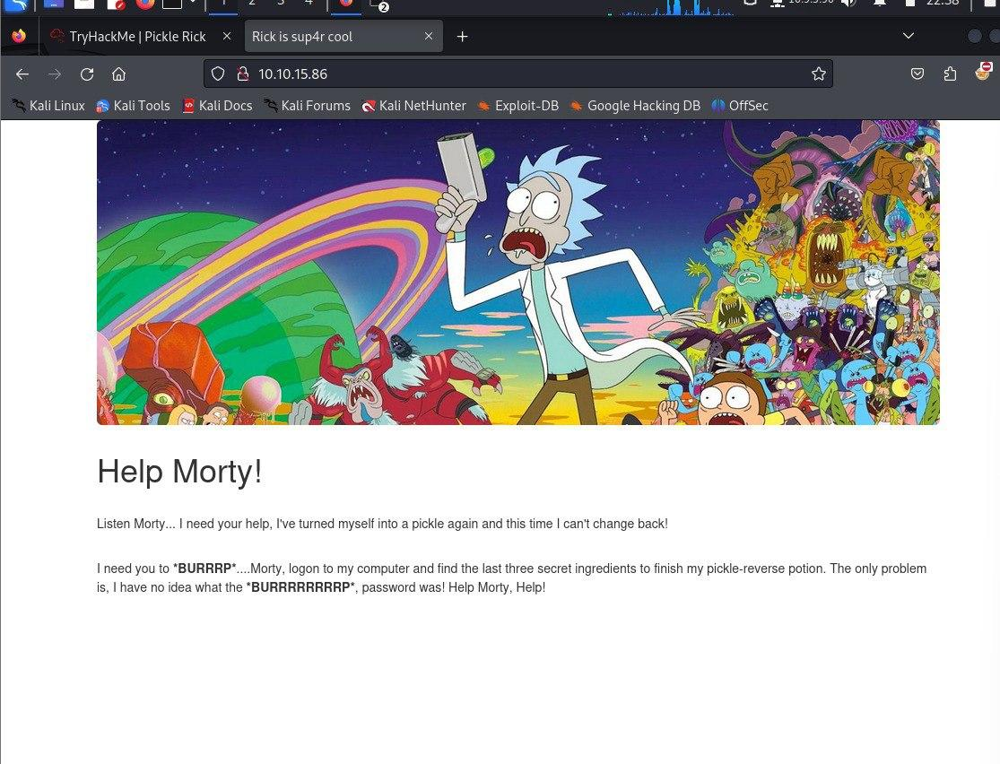 1 2 3 4 2
TryHackMe | Pickle Rick
Rick is sup4r cool
10.10.15.86
Kali Linux Kali Tools Kali Docs Kali Forums Kali NetHunter Exploit-DB Google Hacking DB OffSec
Help Morty!
Listen Morty... I need your help, I've turned myself into a pickle again and this time I can't change back!
I need you to *BURRRP*....Morty, logon to my computer and find the last three secret ingredients to finish my pickle-reverse potion. The only problem
is, I have no idea what the *BURRRRRRRRP*, password was! Help Morty, Help!